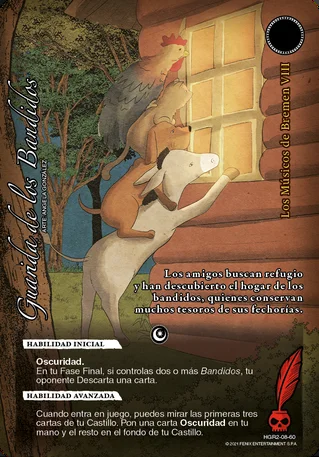 Guarida de los Bandidos
ARTE ANGELA GONZÁLEZ
Los Músicos de Bremen VIII
Los amigos buscan refugio
y han descubierto el hogar de los
bandidos, quienes conservan
muchos tesoros de sus fechorías.
HABILIDAD INICIAL
Oscuridad.
En tu Fase Final, si controlas dos o más Bandidos, tu
oponente Descarta una carta.
HABILIDAD AVANZADA
Cuando entra en juego, puedes mirar las primeras tres
cartas de tu Castillo. Pon una carta Oscuridad en tu
mano y el resto en el fondo de tu Castillo.
HGR2-08-60
© 2021 FENIX ENTERTAINMENT S.P.A.